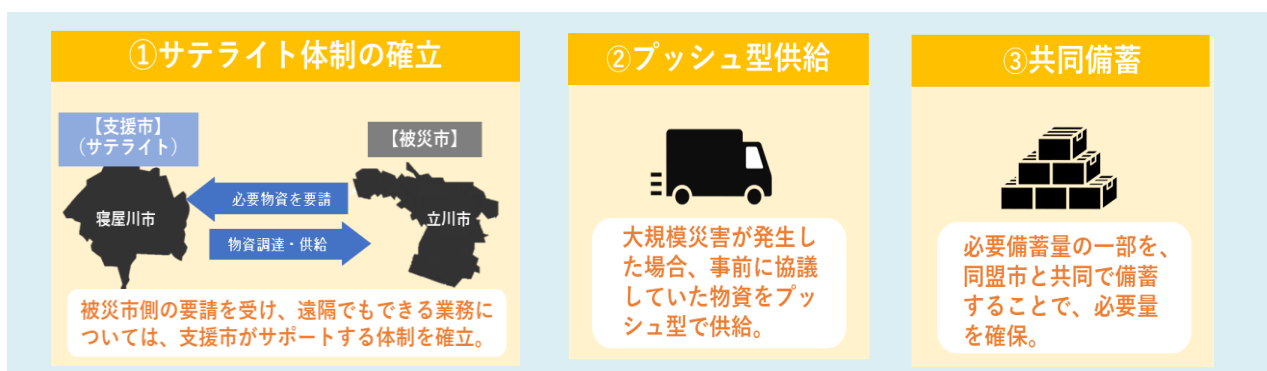 ①サテライト体制の確立
【支援市】
（サテライト）
【被災市】
必要物資を要請
寝屋川市
立川市
物資調達・供給
被災市側の要請を受け、遠隔でもできる業務に
ついては、支援市がサポートする体制を確立。
②プッシュ型供給
大規模災害が発生し
た場合、事前に協議
していた物資をプッ
シュ型で供給。
③共同備蓄
必要備蓄量の一部を、
同盟市と共同で備蓄
することで、必要量
を確保。